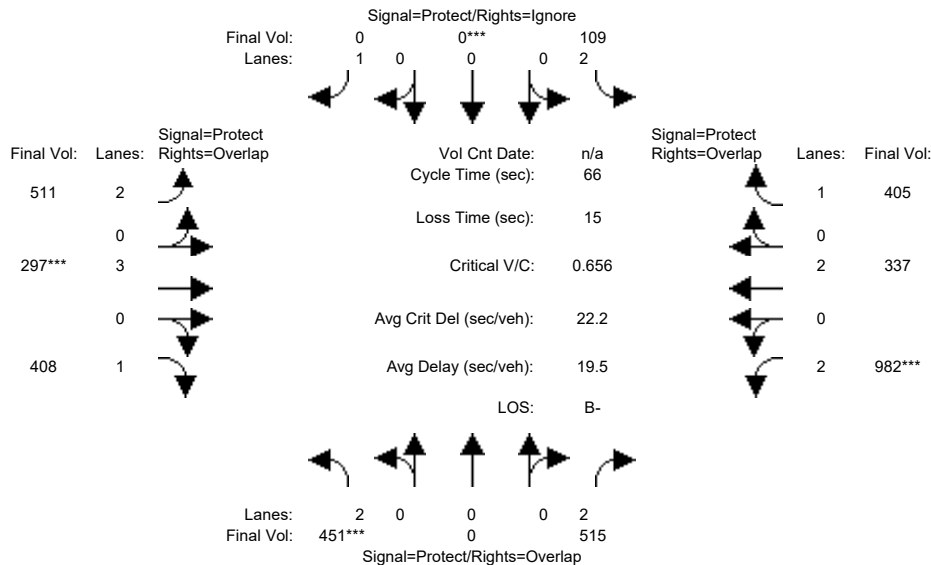 Signal=Protect/Rights=Ignore
Final Vol: 0 0*** 109
Lanes: 1 0 0 0 2
Signal=Protect Signal=Protect
Final Vol: Lanes: Rights=Overlap Vol Cnt Date: n/a Rights=Overlap Lanes: Final Vol:
Cycle Time (sec): 66
511 2 1 405
Loss Time (sec): 15
0 0
297*** 3 Critical V/C: 0.656 2 337
0 Avg Crit Del (sec/veh): 22.2 0
408 1 Avg Delay (sec/veh): 19.5 2 982***
LOS: B-
Lanes: 2 0 0 0 2
Final Vol: 451*** 0 515
Signal=Protect/Rights=Overlap